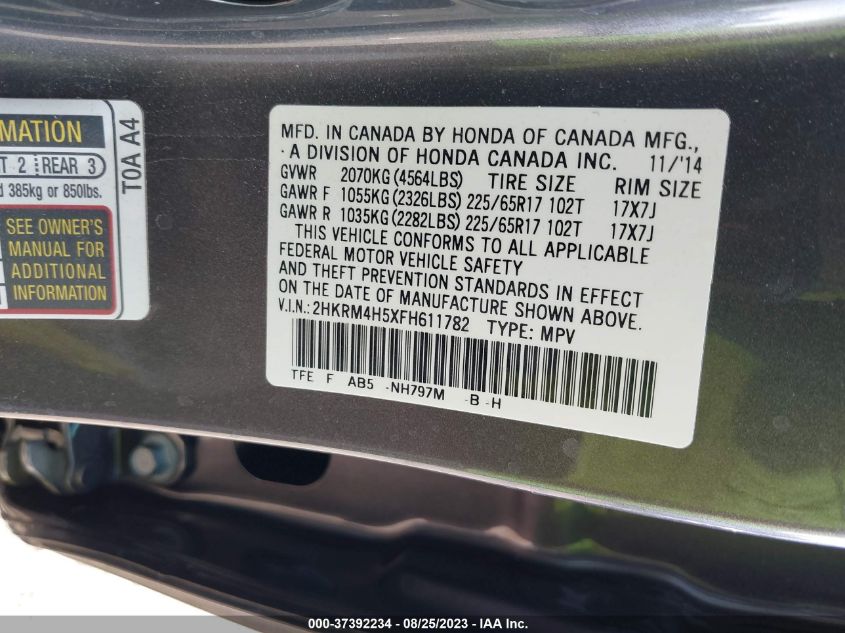 MATION
T 2 REAR 3
d 385kg or 850lbs.
SEE OWNER'S
MANUAL FOR
ADDITIONAL
INFORMATION
T0A A4
MFD. IN CANADA BY HONDA OF CANADA MFG.,
A DIVISION OF HONDA CANADA INC. 11/'14
GVWR 2070KG(4564LBS) TIRE SIZE RIM SIZE
GAWR F 1055KG(2326LBS) 225/65R17 102T 17X7J
GAWR R 1035KG(2282LBS) 225/65R17 102T 17X7J
THIS VEHICLE CONFORMS TO ALL APPLICABLE
FEDERAL MOTOR VEHICLE SAFETY
AND THEFT PREVENTION STANDARDS IN EFFECT
ON THE DATE OF MANUFACTURE SHOWN ABOVE.
V.I.N.:2HKRM4H5XFH611782 TYPE: MPV
TFE F AB5 -NH797M -B -H
000-37392234 - 08/25/2023 - IAA Inc.